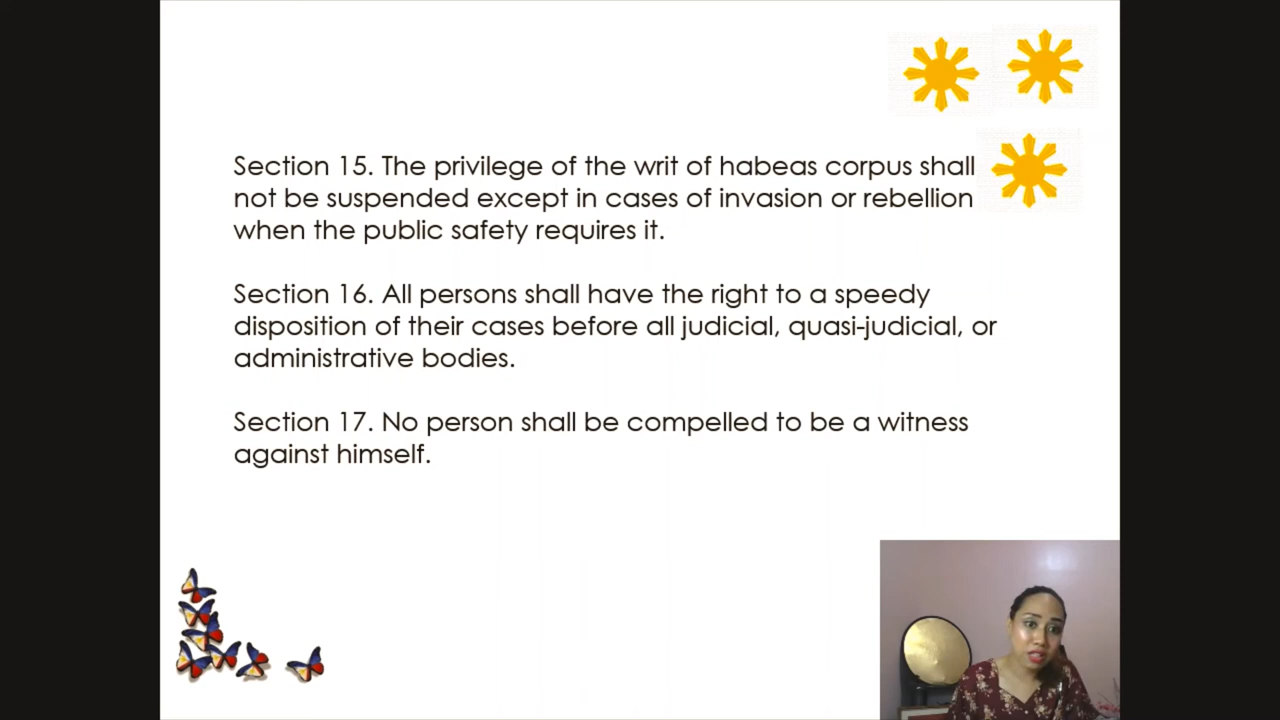 Section 15. The privilege of the writ of habeas corpus shall
not be suspended except in cases of invasion or rebellion
when the public safety requires it.
Section 16. All persons shall have the right to a speedy
disposition of their cases before all judicial, quasi-judicial, or
administrative bodies.
Section 17. No person shall be compelled to be a witness
against himself.